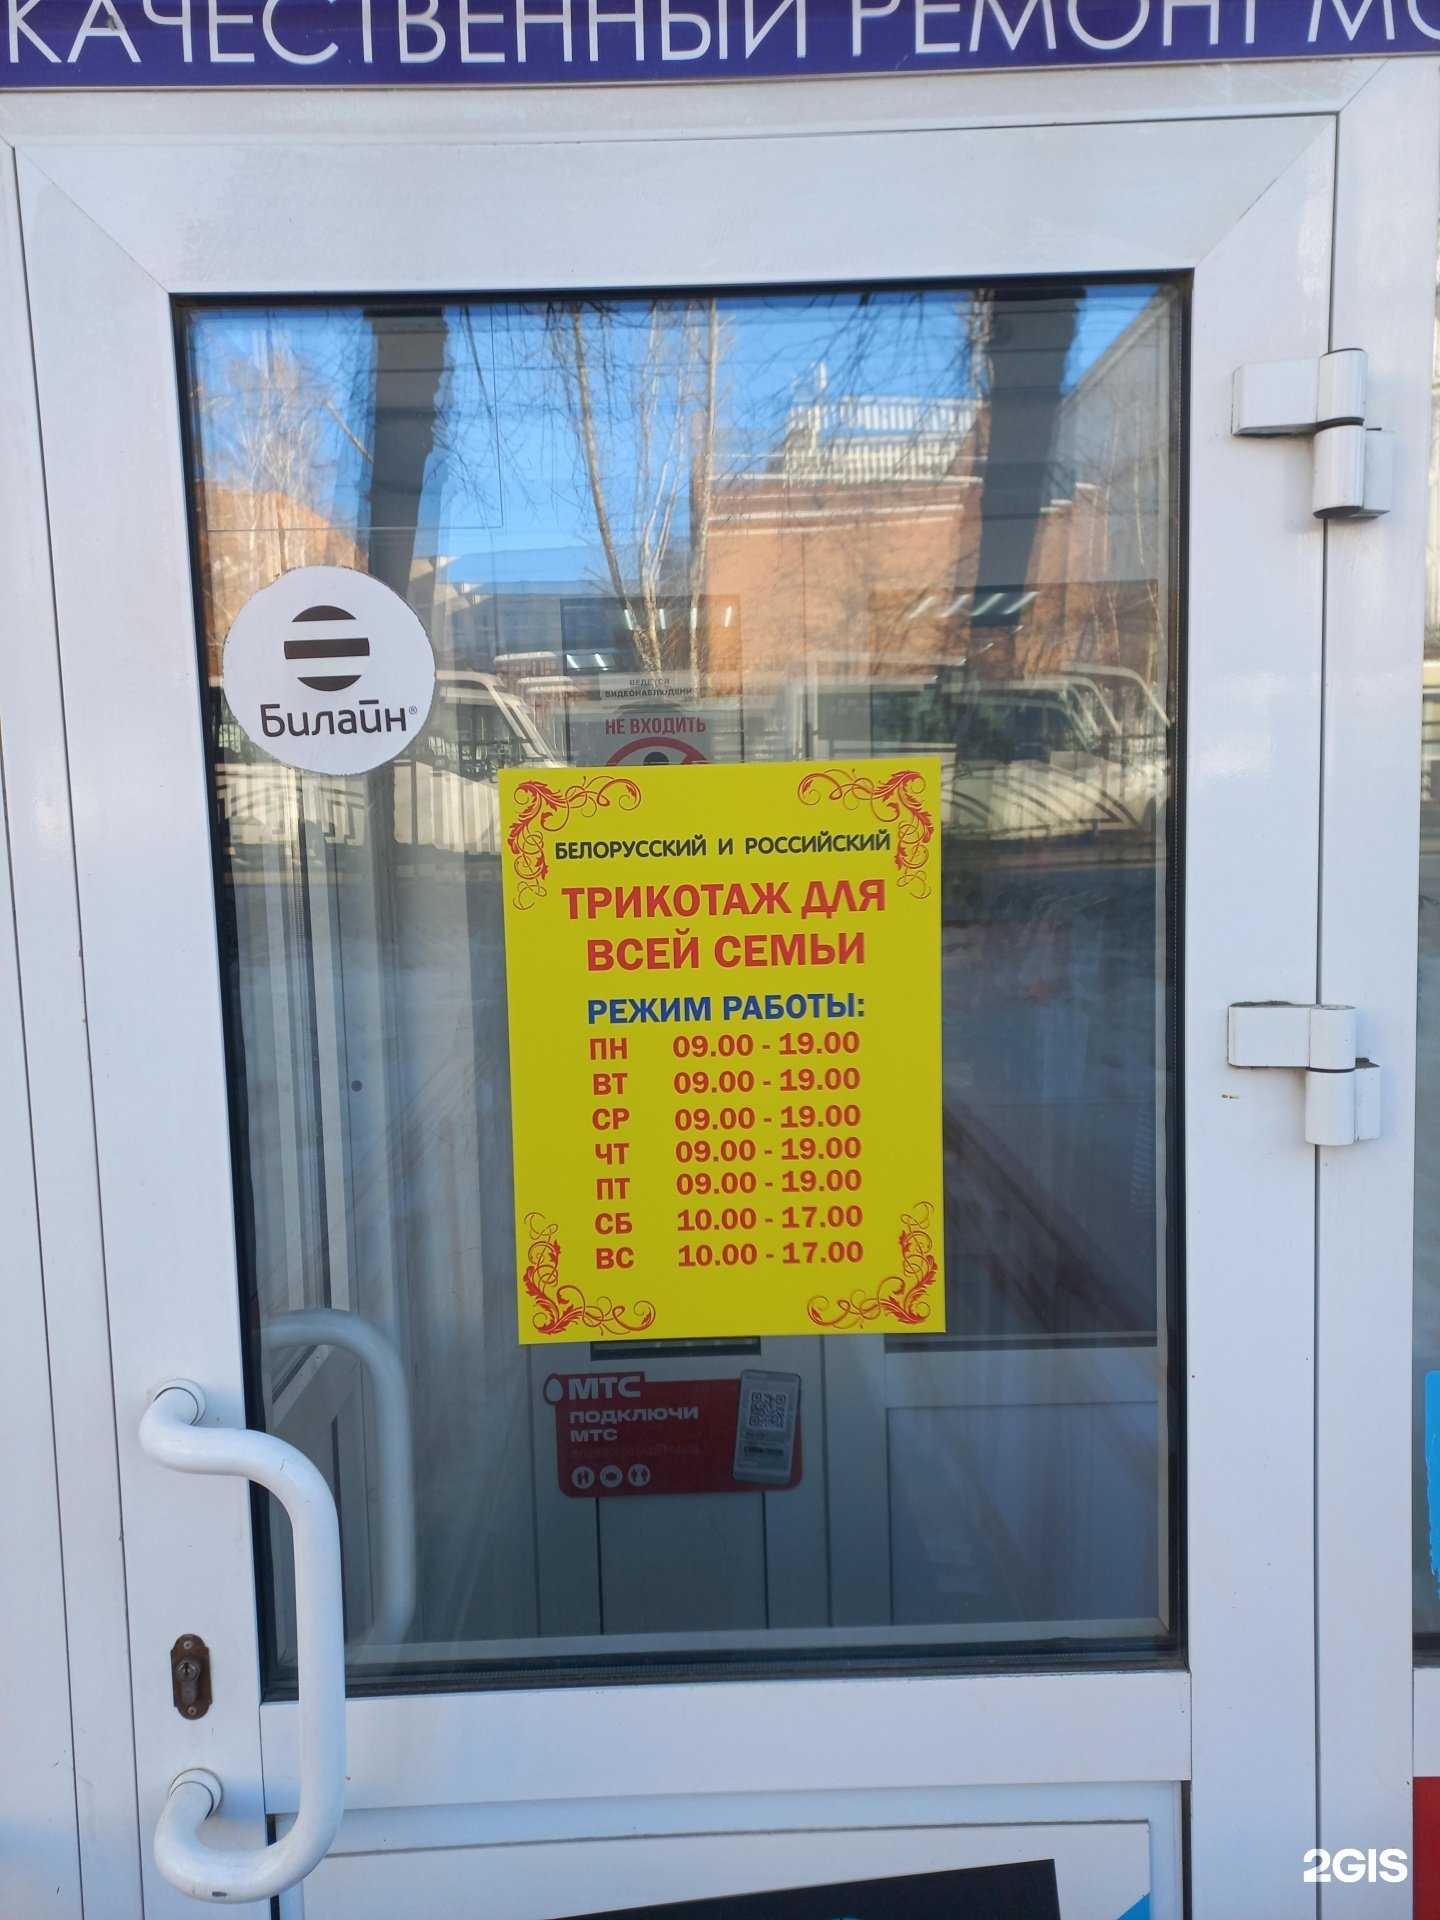 КАЧЕСТВЕННЫЙ РЕМОНТ
Билайн®
ВЕДЕТСЯ
ВИДЕОНАБЛЮДЕНИ
НЕ ВХОДИТЬ
БЕЛОРУССКИЙ И РОССИЙСКИЙ
ТРИКОТАЖ ДЛЯ
ВСЕЙ СЕМЬИ
РЕЖИМ РАБОТЫ:
ПН 09.00 - 19.00
ВТ 09.00 - 19.00
СР 09.00 - 19.00
ЧТ 09.00 - 19.00
ПТ 09.00 - 19.00
СБ 10.00 - 17.00
ВС 10.00 - 17.00
МТС
ПОДКЛЮЧИ
МТС
2GIS